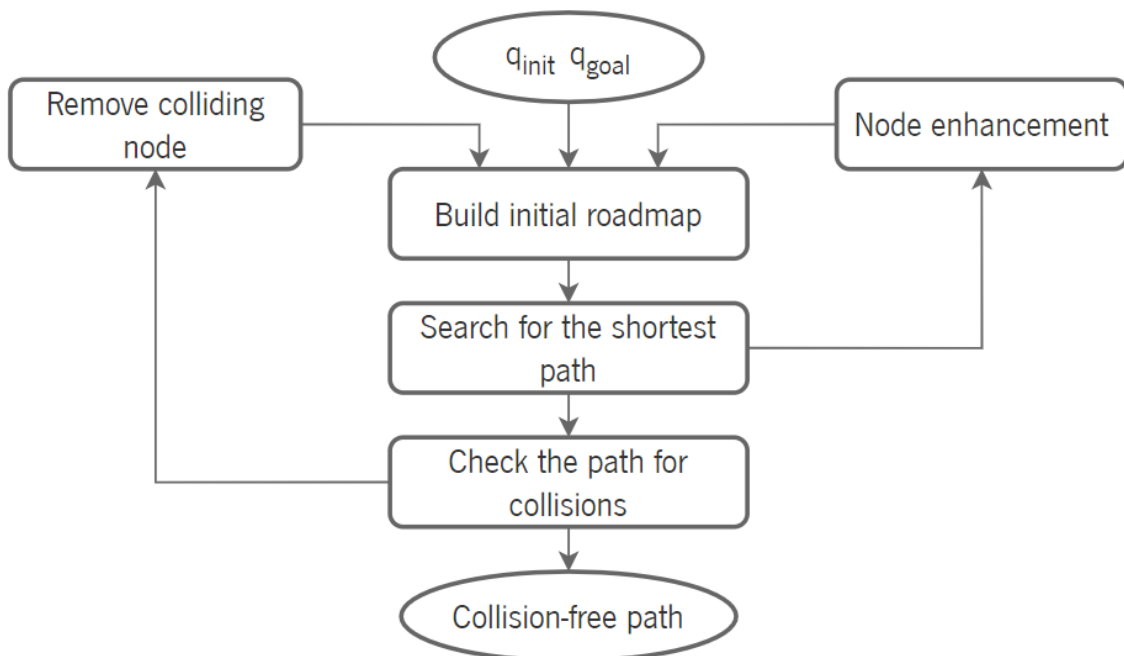 q_init q_goal
Remove colliding
node
Node enhancement
Build initial roadmap
Search for the shortest
path
Check the path for
collisions
Collision-free path